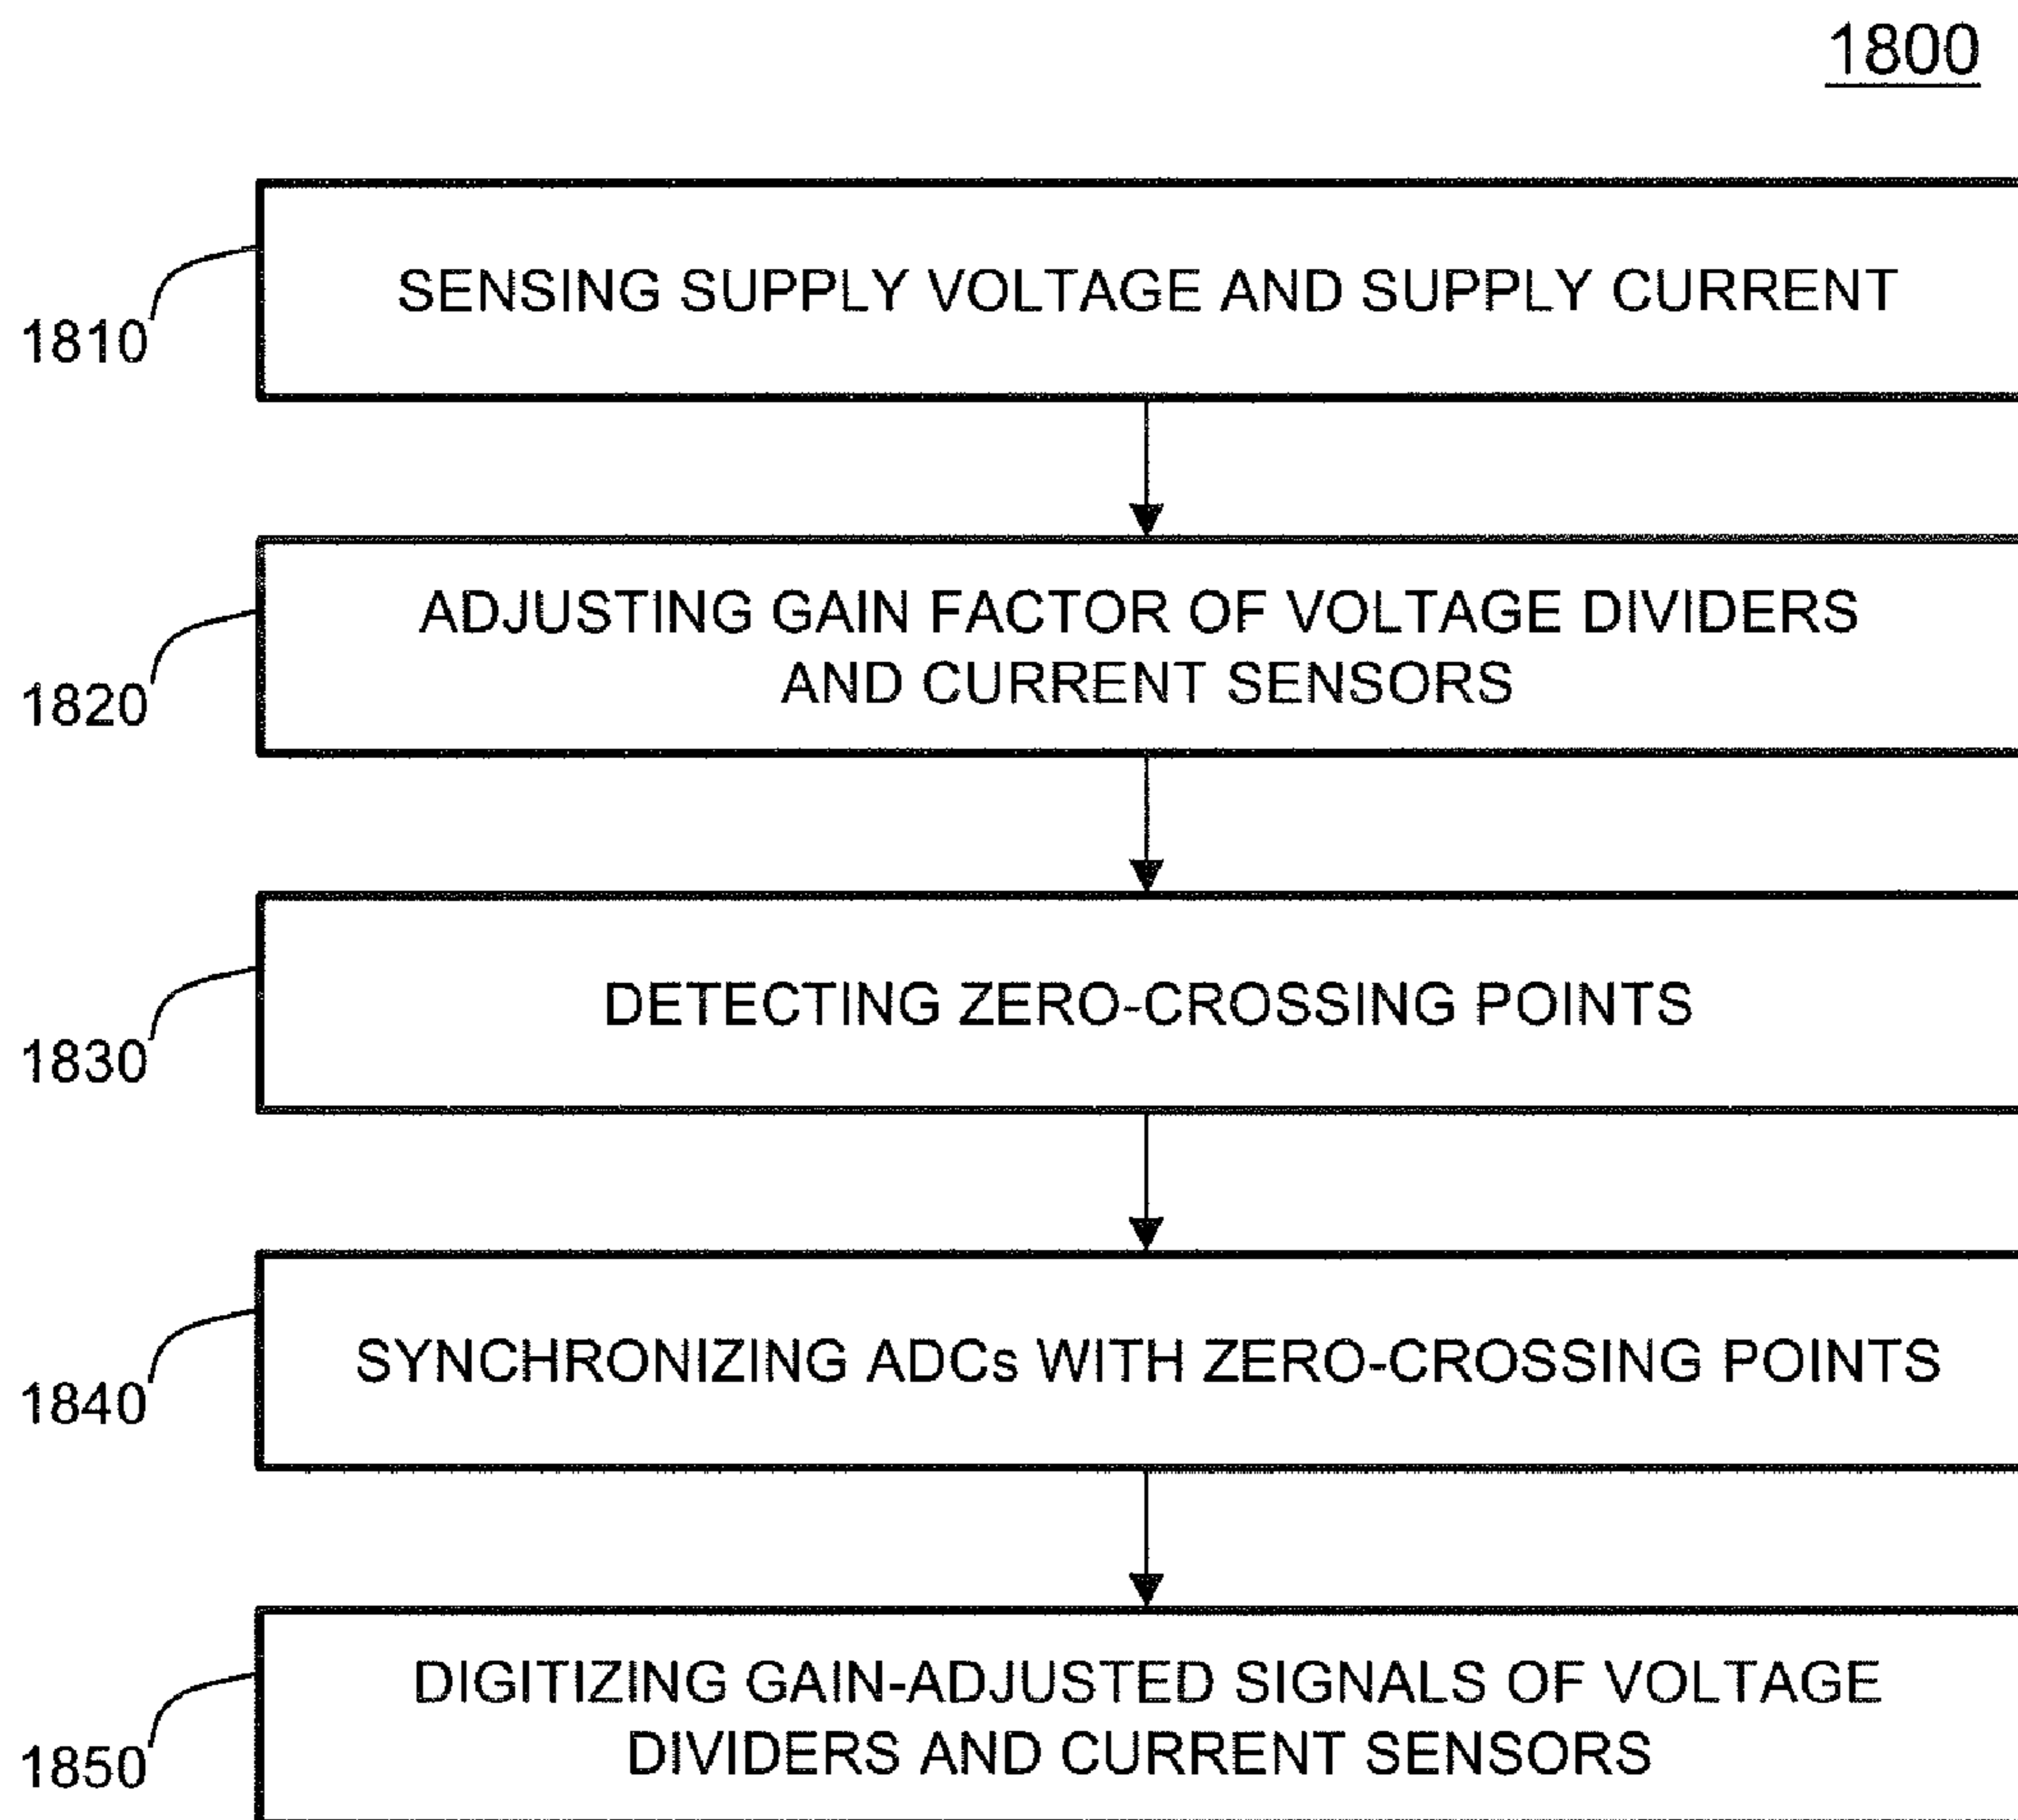 1800
SENSING SUPPLY VOLTAGE AND SUPPLY CURRENT
1810
ADJUSTING GAIN FACTOR OF VOLTAGE DIVIDERS
AND CURRENT SENSORS
1820
DETECTING ZERO-CROSSING POINTS
1830
SYNCHRONIZING ADCs WITH ZERO-CROSSING POINTS
1840
DIGITIZING GAIN-ADJUSTED SIGNALS OF VOLTAGE
DIVIDERS AND CURRENT SENSORS
1850